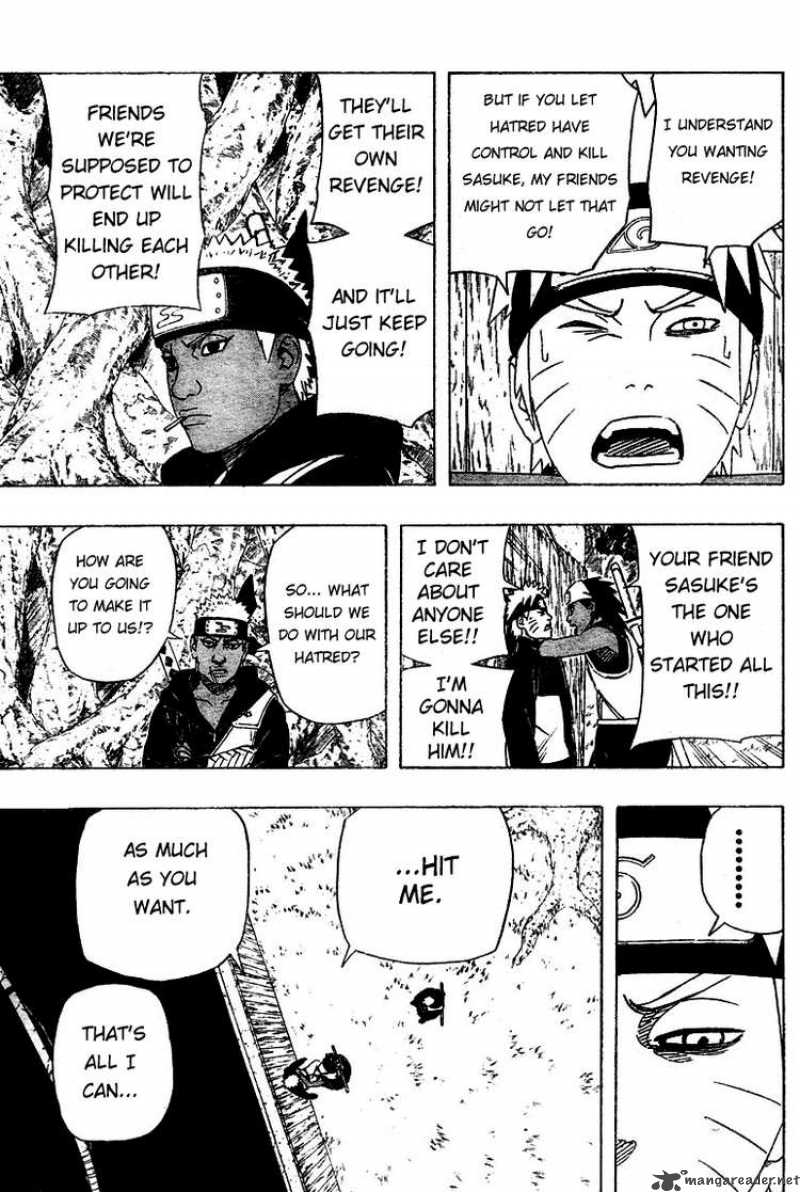 I UNDERSTAND
YOU WANTING
REVENGE!
BUT IF YOU LET
HATRED HAVE
CONTROL AND KILL
SASUKE, MY FRIENDS
MIGHT NOT LET THAT
GO!
THEY'LL
GET THEIR
OWN
REVENGE!
AND IT'LL
JUST KEEP
GOING!
FRIENDS
WE'RE
SUPPOSED TO
PROTECT WILL
END UP
KILLING EACH
OTHER!
YOUR FRIEND
SASUKE'S
THE ONE
WHO
STARTED ALL
THIS!!
I DON'T
CARE
ABOUT
ANYONE
ELSE!!
I'M
GONNA
KILL
HIM!!
SO... WHAT
SHOULD WE
DO WITH OUR
HATRED?
HOW ARE
YOU GOING
TO MAKE IT
UP TO US!?
........
...HIT
ME.
AS MUCH
AS YOU
WANT.
THAT'S
ALL I
CAN...
mangareader.net